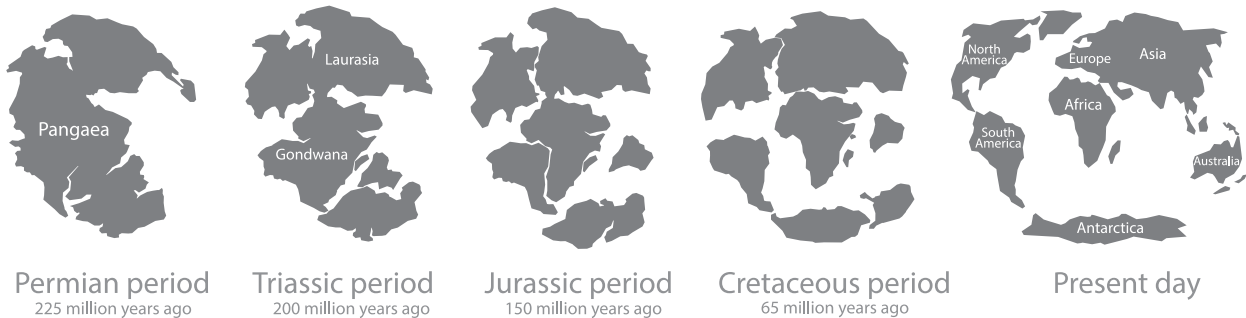 Pangaea
Laurasia
Gondwana
North
America
Europe
Asia
Africa
South
America
Australia
Antarctica
Permian period
225 million years ago
Triassic period
200 million years ago
Jurassic period
150 million years ago
Cretaceous period
65 million years ago
Present day